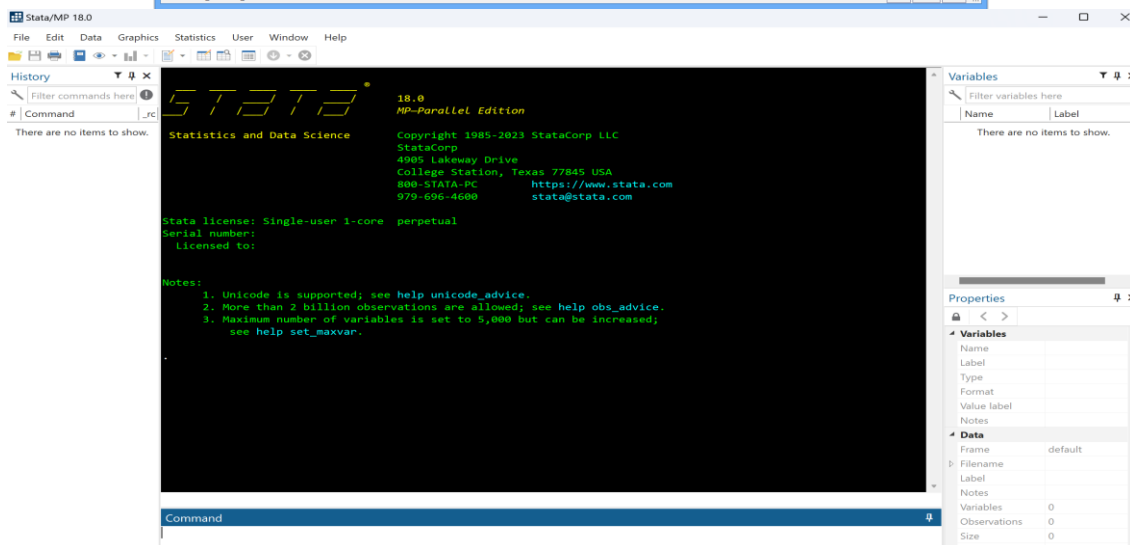 Stata/MP 18.0
File Edit Data Graphics Statistics User Window Help
History
Filter commands here
# Command _rc
There are no items to show.
STATA ®
18.0
MP—Parallel Edition
Statistics and Data Science
Copyright 1985-2023 StataCorp LLC
StataCorp
4905 Lakeway Drive
College Station, Texas 77845 USA
800-STATA-PC https://www.stata.com
979-696-4600 stata@stata.com
Stata license: Single-user 1-core perpetual
Serial number:
Licensed to:
Notes:
1. Unicode is supported; see help unicode_advice.
2. More than 2 billion observations are allowed; see help obs_advice.
3. Maximum number of variables is set to 5,000 but can be increased;
see help set_maxvar.
.
Command
Variables
Filter variables here
Name Label
There are no items to show.
Properties
Variables
Name
Label
Type
Format
Value label
Notes
Data
Frame default
Filename
Label
Notes
Variables 0
Observations 0
Size 0